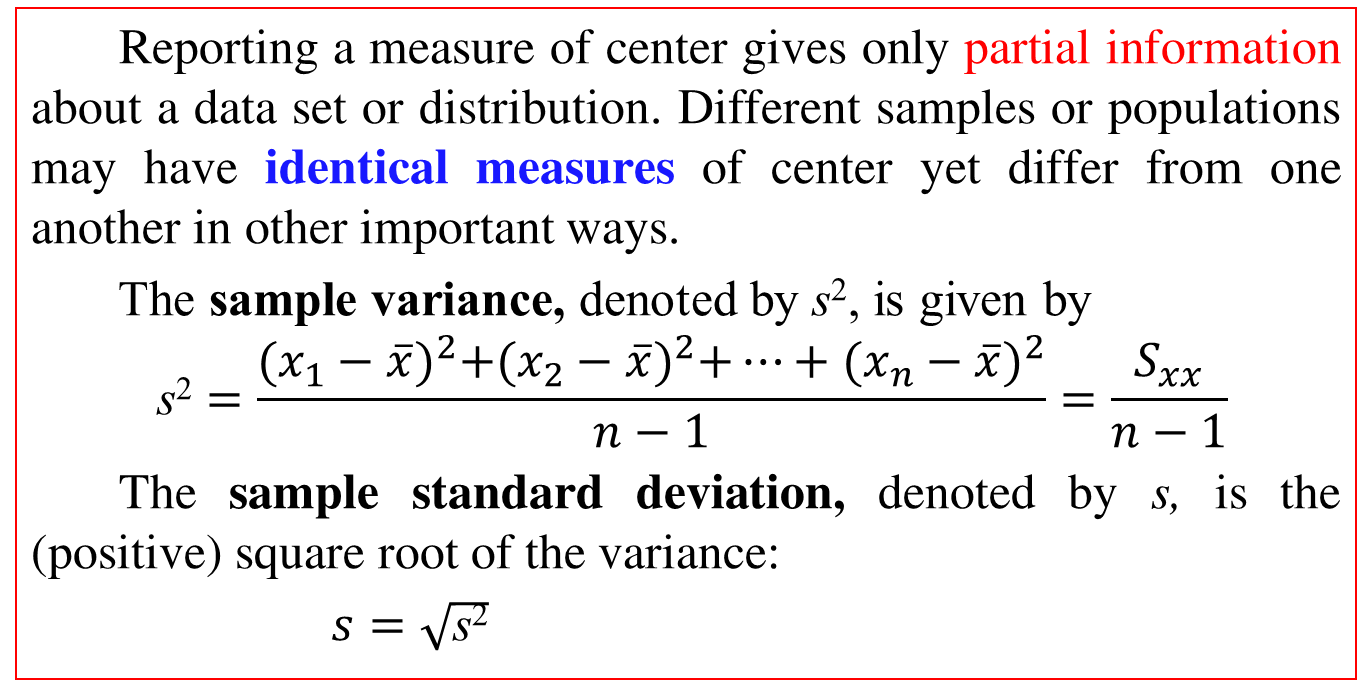 Reporting a measure of center gives only partial information
about a data set or distribution. Different samples or populations
may have identical measures of center yet differ from one
another in other important ways.
The sample variance, denoted by s², is given by
s² = \frac{(x₁ − x̄)²+(x₂ − x̄)²+ ⋯ + (xₙ − x̄)²}{n − 1} = \frac{Sₓₓ}{n − 1}
The sample standard deviation, denoted by s, is the
(positive) square root of the variance:
s = √s²